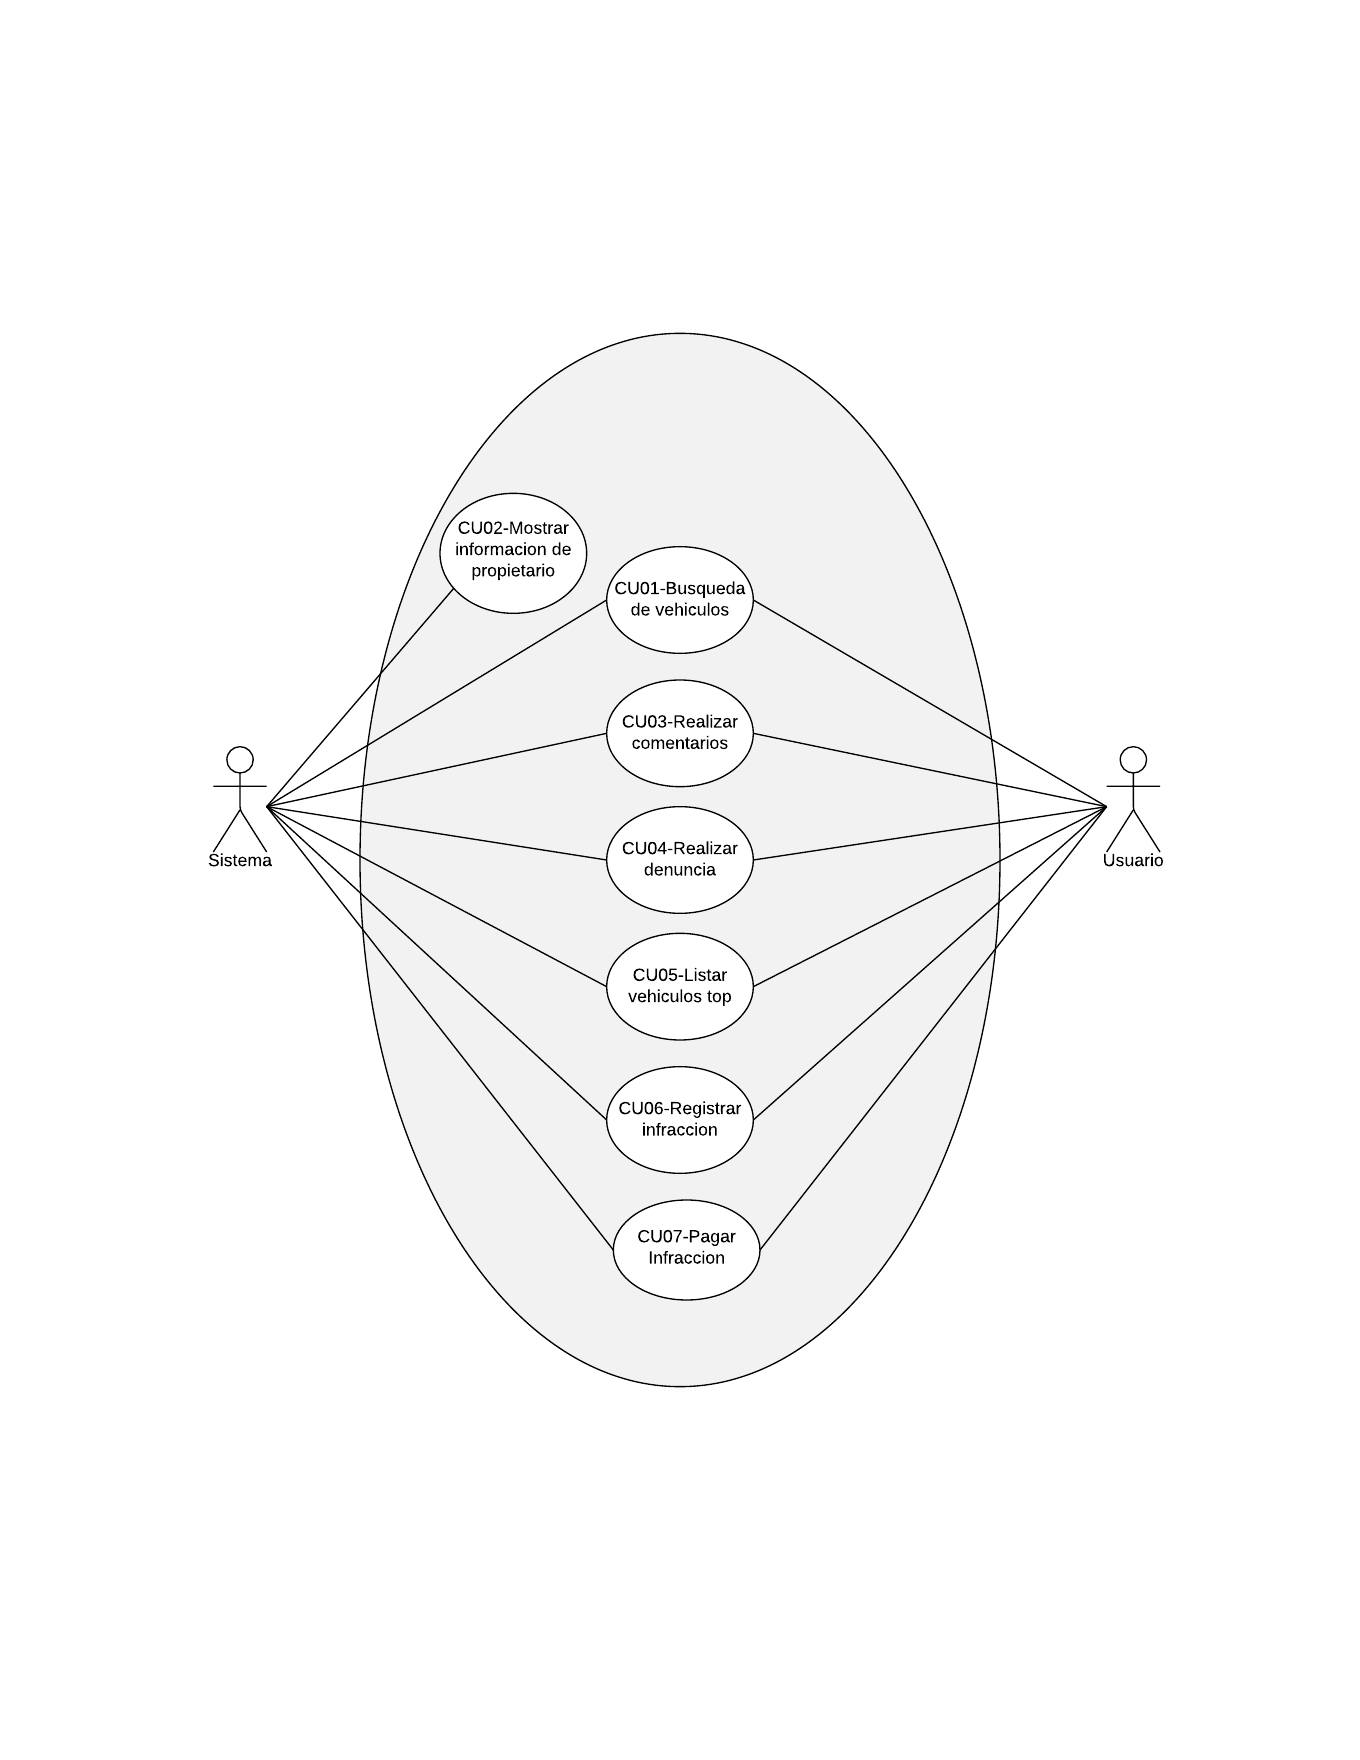 CU02-Mostrar
informacion de
propietario
CU01-Busqueda
de vehiculos
CU03-Realizar
comentarios
CU04-Realizar
denuncia
Sistema
Usuario
CU05-Listar
vehiculos top
CU06-Registrar
infraccion
CU07-Pagar
Infraccion